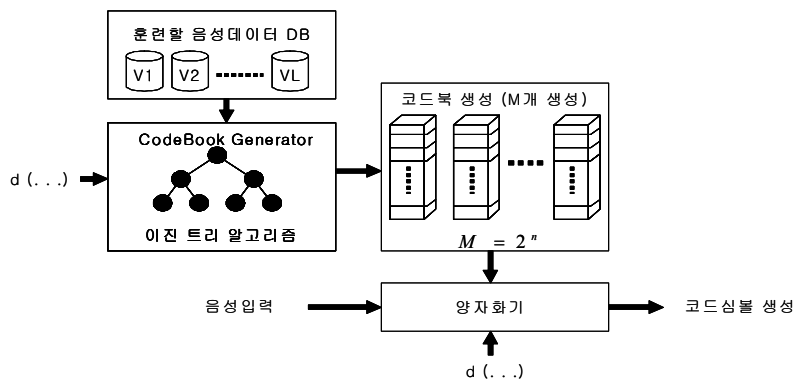 훈련할 음성데이터 DB
V1 V2 ........ VL
코드북 생성 (M개 생성)
CodeBook Generator
d (. . .)
이진 트리 알고리즘
M = 2ⁿ
음성입력
양자화기
코드심볼 생성
d (. . .)